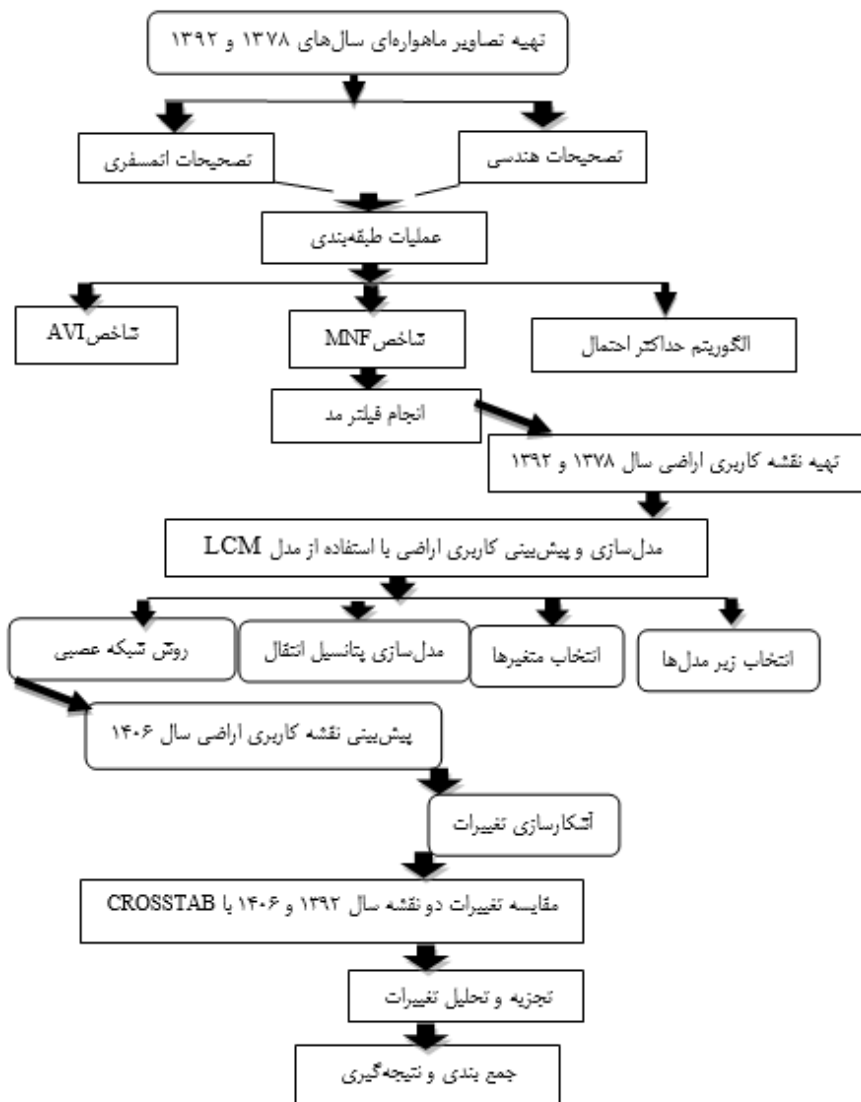 تهیه تصاویر ماهواره‌ای سال‌های ۱۳۷۸ و ۱۳۹۲
تصحیحات هندسی
تصحیحات اتمسفری
عملیات طبقه‌بندی
الگوریتم حداکثر احتمال
شاخص MNF
شاخص AVI
انجام فیلتر مد
تهیه نقشه کاربری اراضی سال ۱۳۷۸ و ۱۳۹۲
مدل‌سازی و پیش‌بینی کاربری اراضی با استفاده از مدل LCM
انتخاب زیر مدل‌ها
انتخاب متغیرها
مدل‌سازی پتانسیل انتقال
روش شبکه عصبی
پیش‌بینی نقشه کاربری اراضی سال ۱۴۰۶
آشکارسازی تغییرات
مقایسه تغییرات دو نقشه سال ۱۳۹۲ و ۱۴۰۶ با CROSSTAB
تجزیه و تحلیل تغییرات
جمع بندی و نتیجه‌گیری